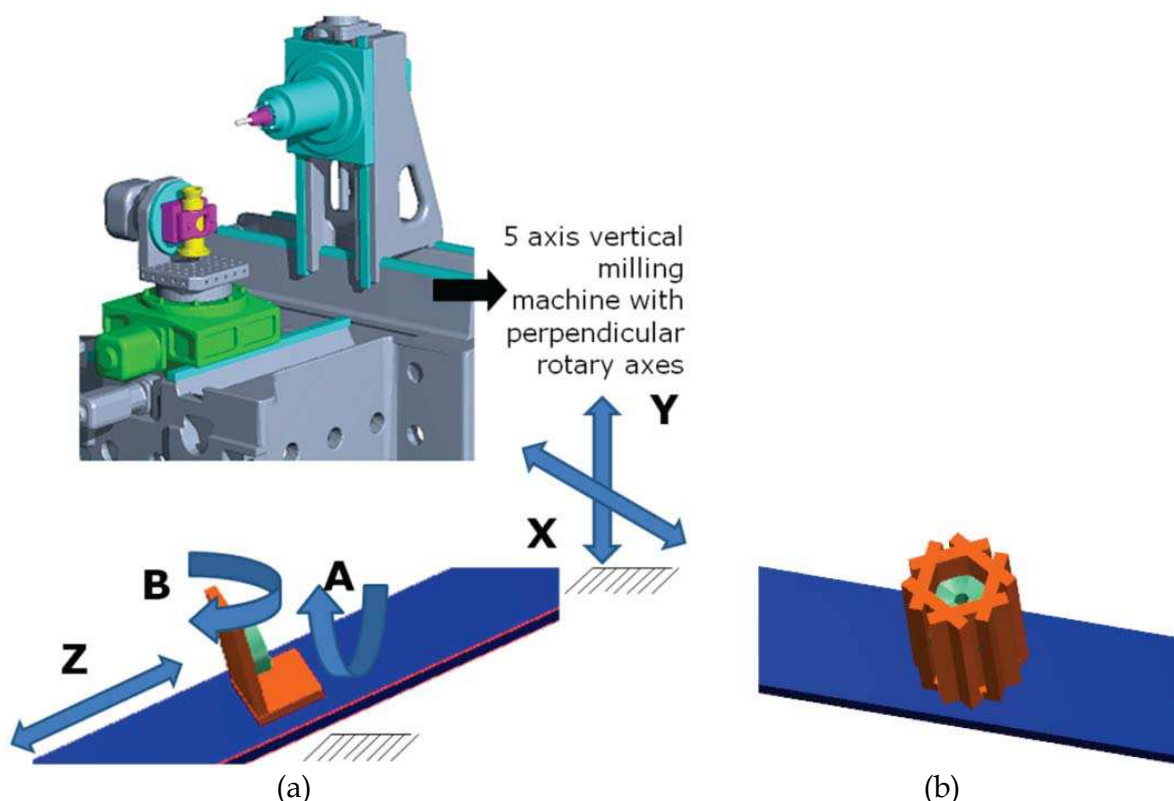 5 axis vertical
milling
machine with
perpendicular
rotary axes
Y
X
B
A
Z
(a)
(b)